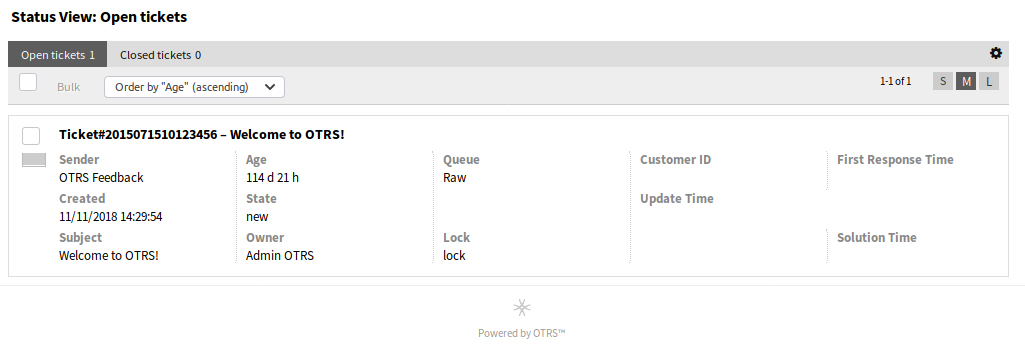 Status View: Open tickets
Open tickets 1 Closed tickets 0
Bulk Order by "Age" (ascending) 1-1 of 1 S M L
Ticket#2015071510123456 – Welcome to OTRS!
Sender Age Queue Customer ID First Response Time
OTRS Feedback 114 d 21 h Raw
Created State Update Time
11/11/2018 14:29:54 new
Subject Owner Lock Solution Time
Welcome to OTRS! Admin OTRS lock
Powered by OTRS™